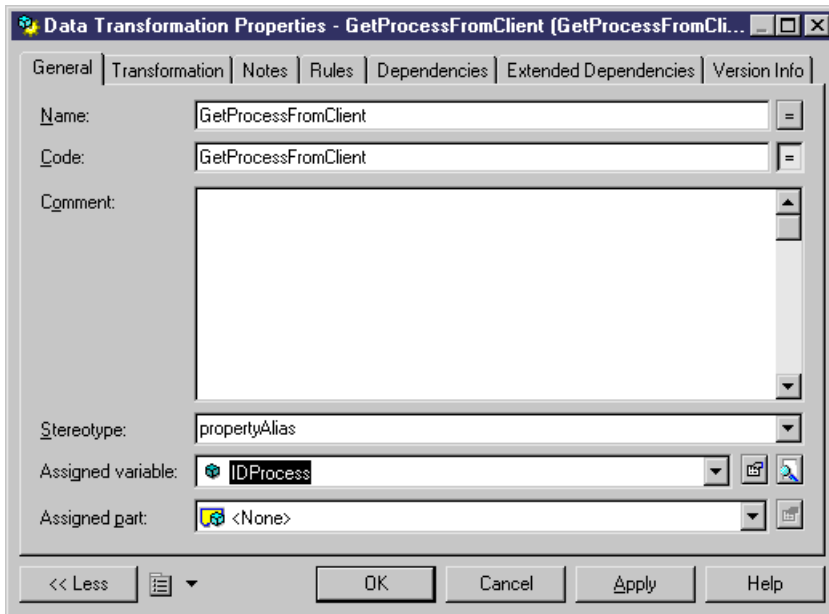 Data Transformation Properties - GetProcessFromClient (GetProcessFromCli...
General Transformation Notes Rules Dependencies Extended Dependencies Version Info
Name: GetProcessFromClient =
Code: GetProcessFromClient =
Comment:
Stereotype: propertyAlias
Assigned variable: IDProcess
Assigned part: <None>
<< Less OK Cancel Apply Help